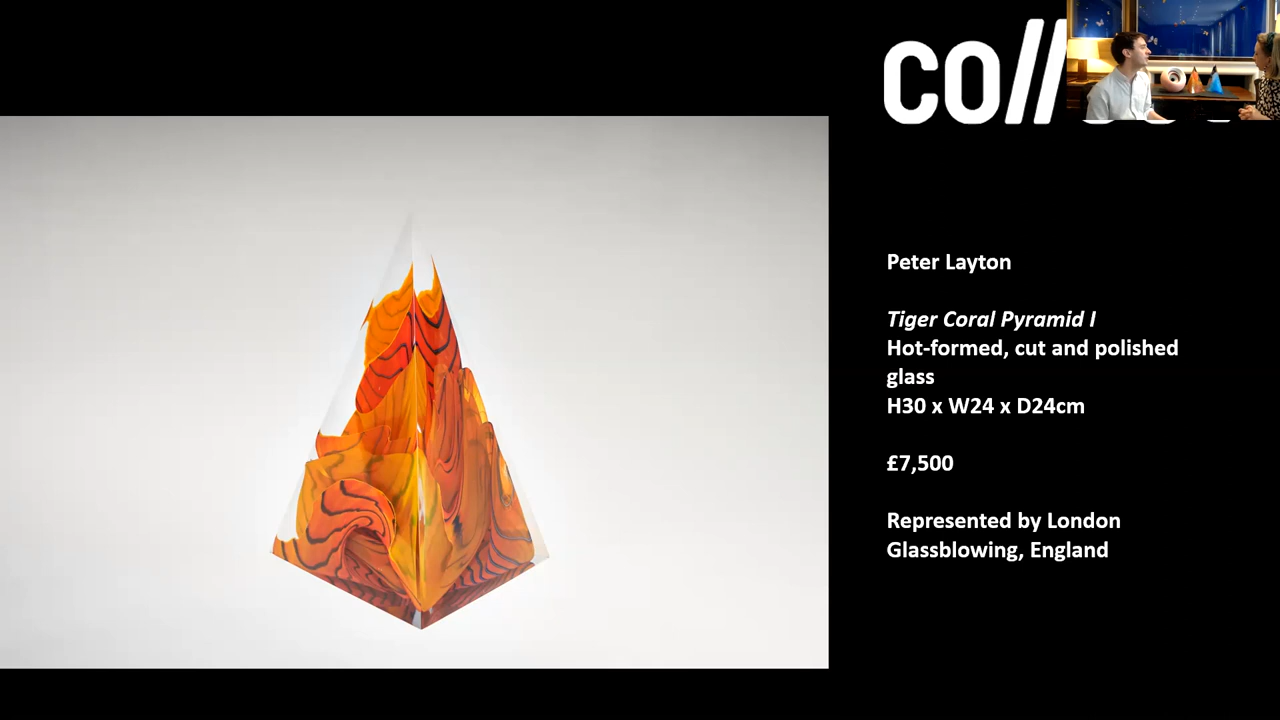 co//
Peter Layton
Tiger Coral Pyramid I
Hot-formed, cut and polished
glass
H30 x W24 x D24cm
£7,500
Represented by London
Glassblowing, England